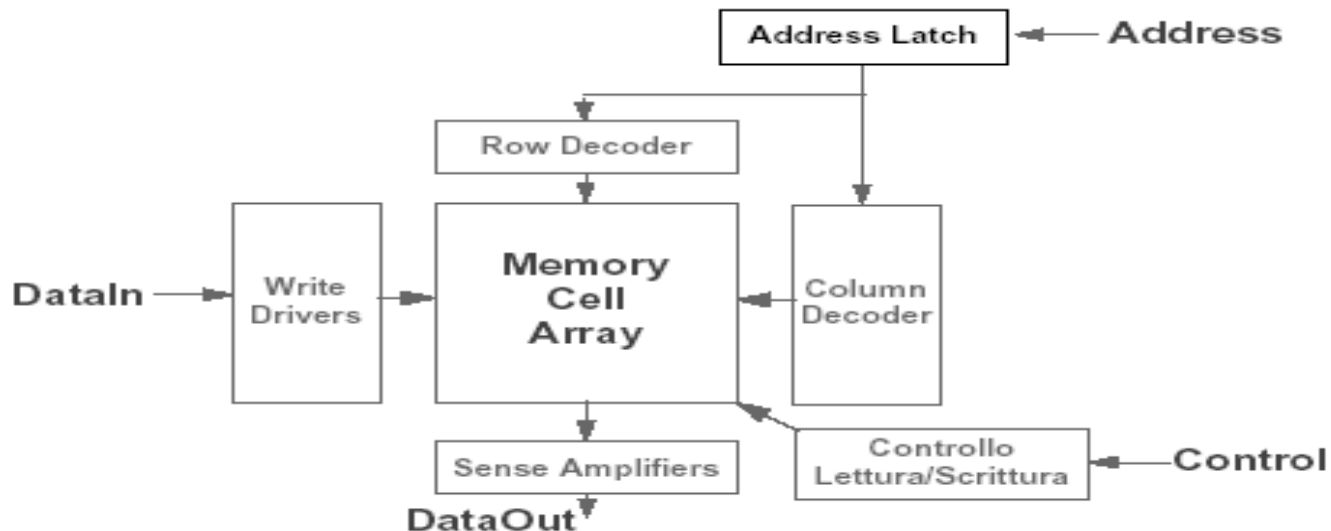 Address Latch
Address
Row Decoder
DataIn
Write
Drivers
Memory
Cell
Array
Column
Decoder
Sense Amplifiers
Controllo
Lettura/Scrittura
Control
DataOut